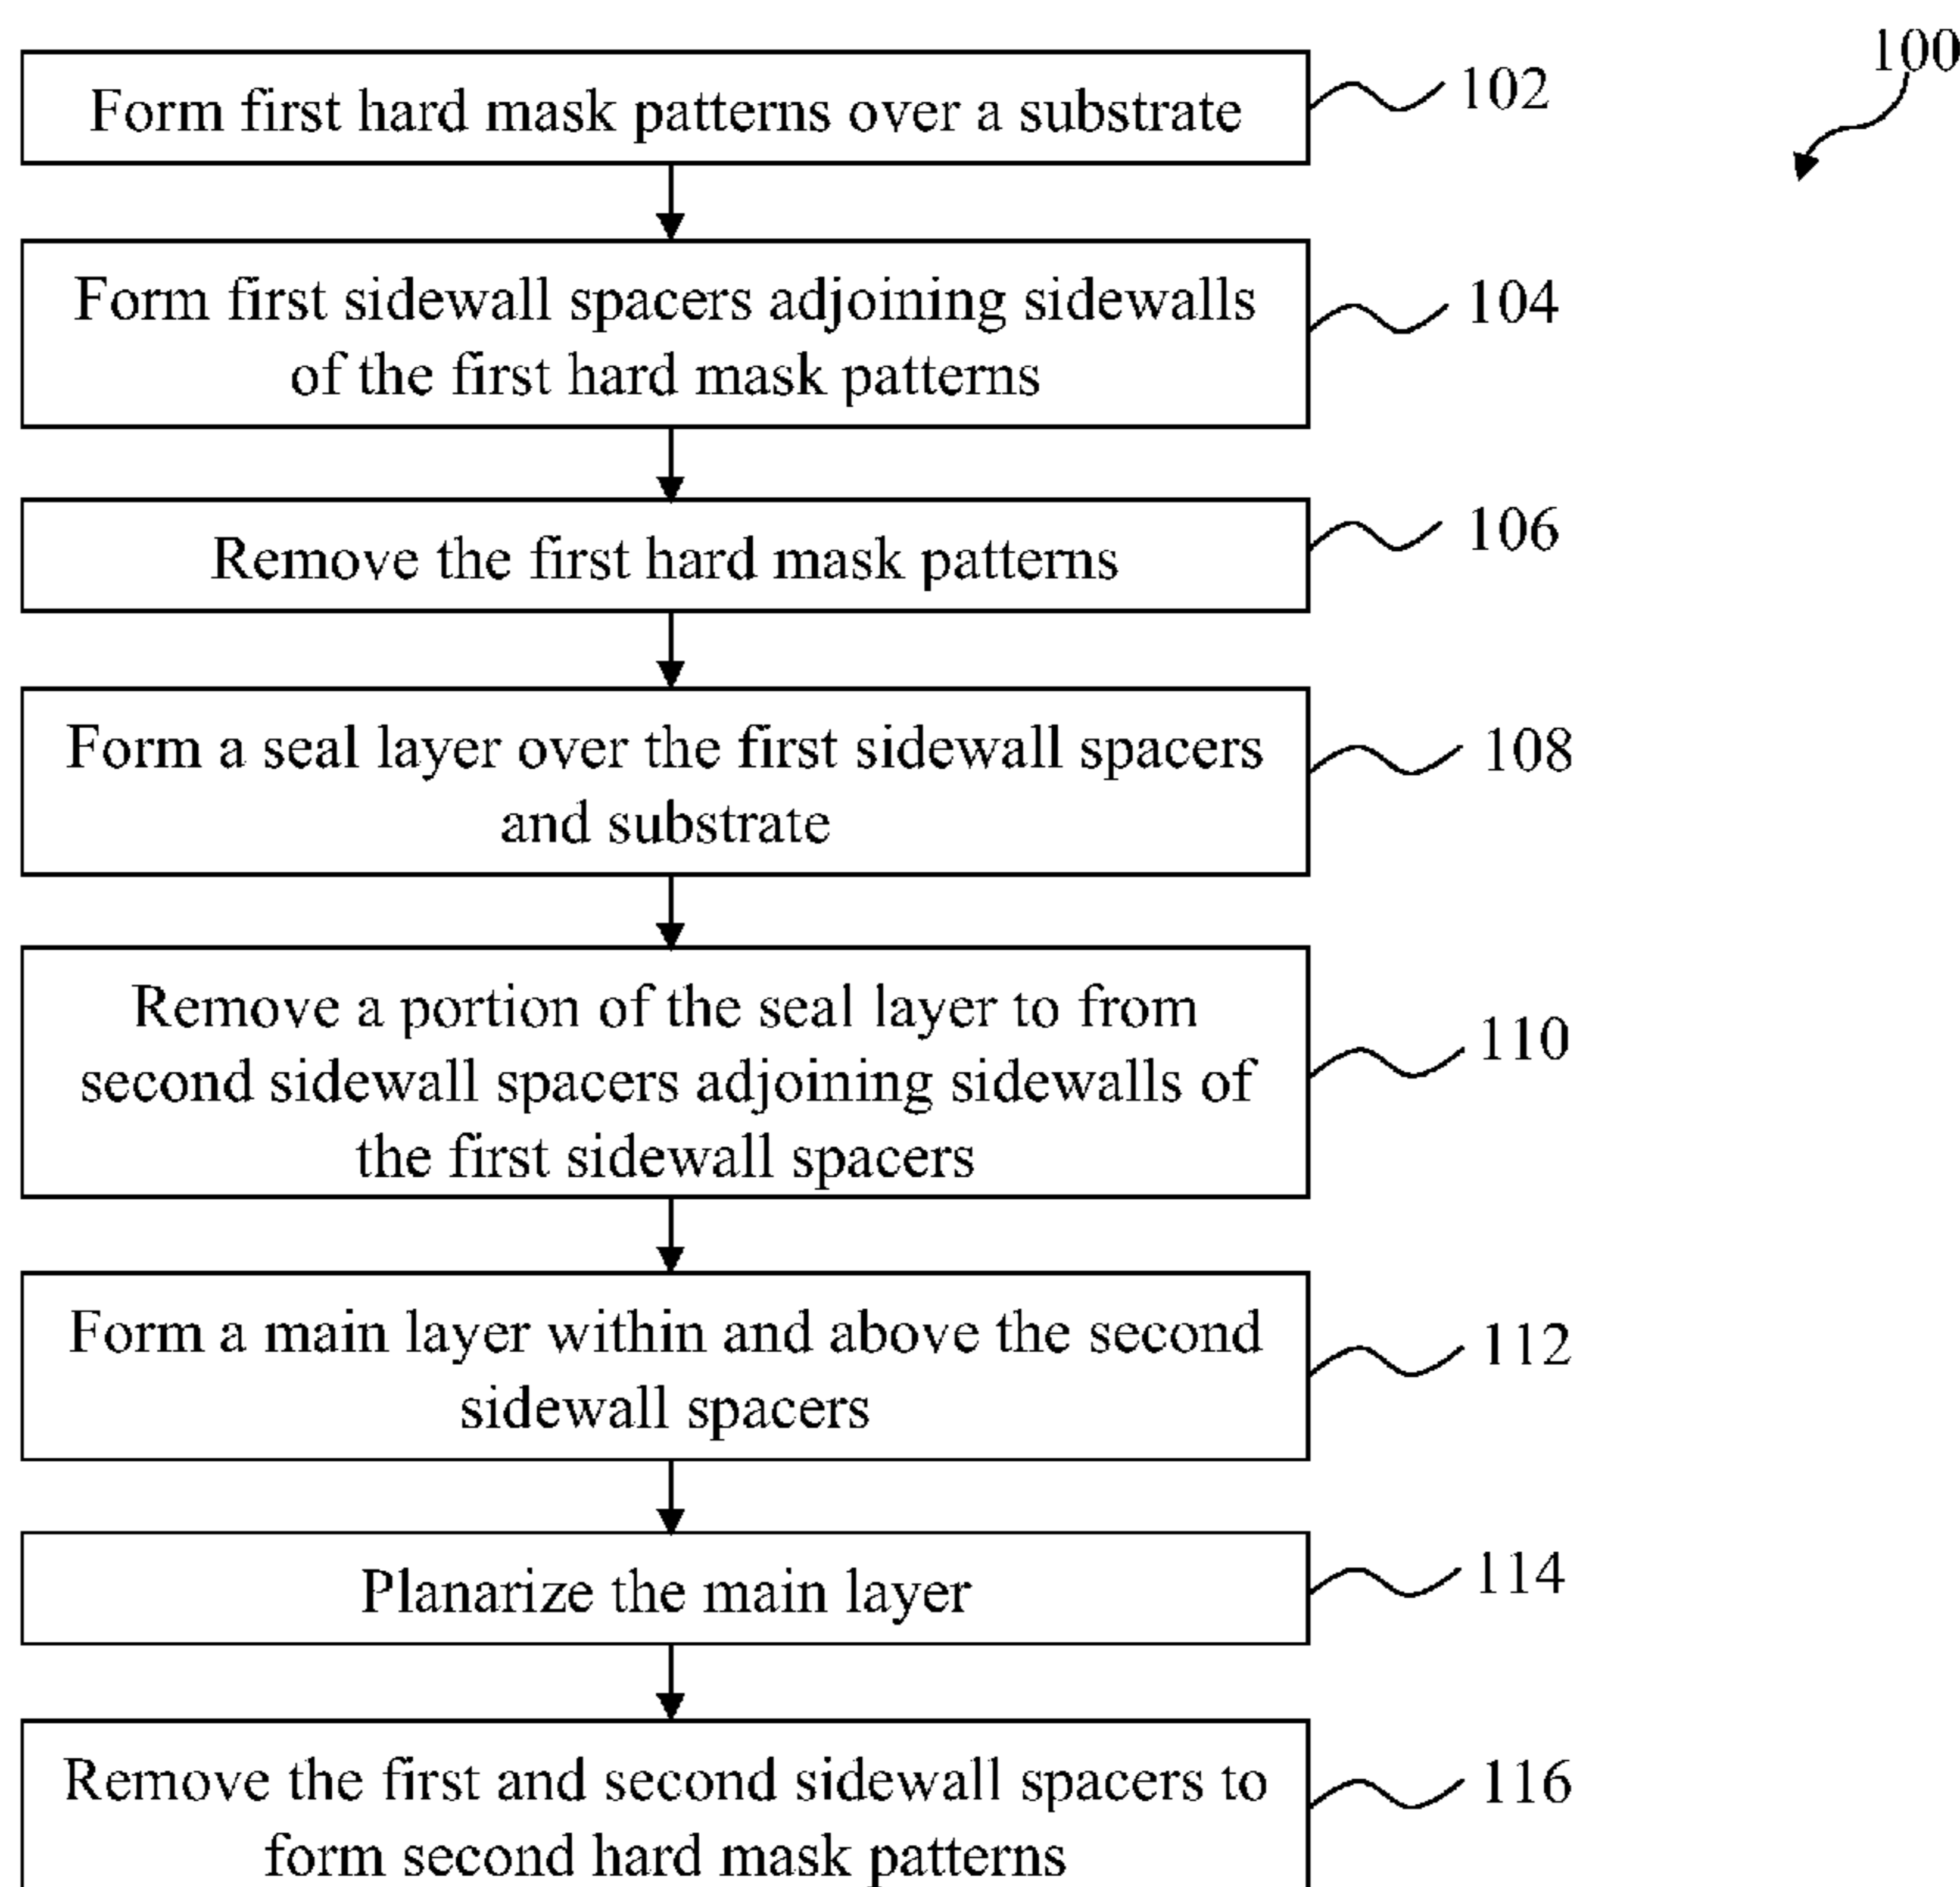 100
Form first hard mask patterns over a substrate
102
Form first sidewall spacers adjoining sidewalls
of the first hard mask patterns
104
Remove the first hard mask patterns
106
Form a seal layer over the first sidewall spacers
and substrate
108
Remove a portion of the seal layer to from
second sidewall spacers adjoining sidewalls of
the first sidewall spacers
110
Form a main layer within and above the second
sidewall spacers
112
Planarize the main layer
114
Remove the first and second sidewall spacers to
form second hard mask patterns
116